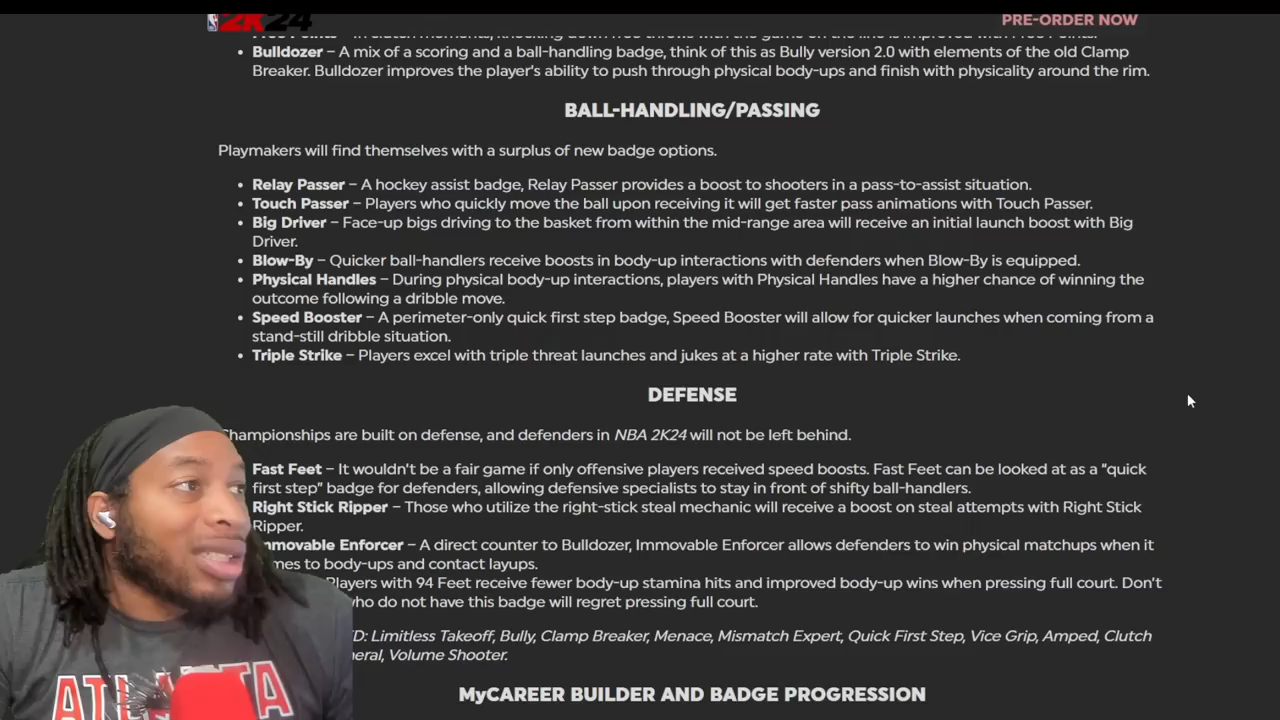 2K24
PRE-ORDER NOW
Bulldozer – A mix of a scoring and a ball-handling badge, think of this as Bully version 2.0 with elements of the old Clamp
Breaker. Bulldozer improves the player's ability to push through physical body-ups and finish with physicality around the rim.
BALL-HANDLING/PASSING
Playmakers will find themselves with a surplus of new badge options.
• Relay Passer – A hockey assist badge, Relay Passer provides a boost to shooters in a pass-to-assist situation.
• Touch Passer – Players who quickly move the ball upon receiving it will get faster pass animations with Touch Passer.
• Big Driver – Face-up bigs driving to the basket from within the mid-range area will receive an initial launch boost with Big
Driver.
• Blow-By – Quicker ball-handlers receive boosts in body-up interactions with defenders when Blow-By is equipped.
• Physical Handles – During physical body-up interactions, players with Physical Handles have a higher chance of winning the
outcome following a dribble move.
• Speed Booster – A perimeter-only quick first step badge, Speed Booster will allow for quicker launches when coming from a
stand-still dribble situation.
• Triple Strike – Players excel with triple threat launches and jukes at a higher rate with Triple Strike.
DEFENSE
Championships are built on defense, and defenders in NBA 2K24 will not be left behind.
Fast Feet – It wouldn't be a fair game if only offensive players received speed boosts. Fast Feet can be looked at as a "quick
first step" badge for defenders, allowing defensive specialists to stay in front of shifty ball-handlers.
Right Stick Ripper – Those who utilize the right-stick steal mechanic will receive a boost on steal attempts with Right Stick
Ripper.
Immovable Enforcer – A direct counter to Bulldozer, Immovable Enforcer allows defenders to win physical matchups when it
comes to body-ups and contact layups.
Players with 94 Feet receive fewer body-up stamina hits and improved body-up wins when pressing full court. Don't
who do not have this badge will regret pressing full court.
D: Limitless Takeoff, Bully, Clamp Breaker, Menace, Mismatch Expert, Quick First Step, Vice Grip, Amped, Clutch
eral, Volume Shooter.
MyCAREER BUILDER AND BADGE PROGRESSION
ATLANTA